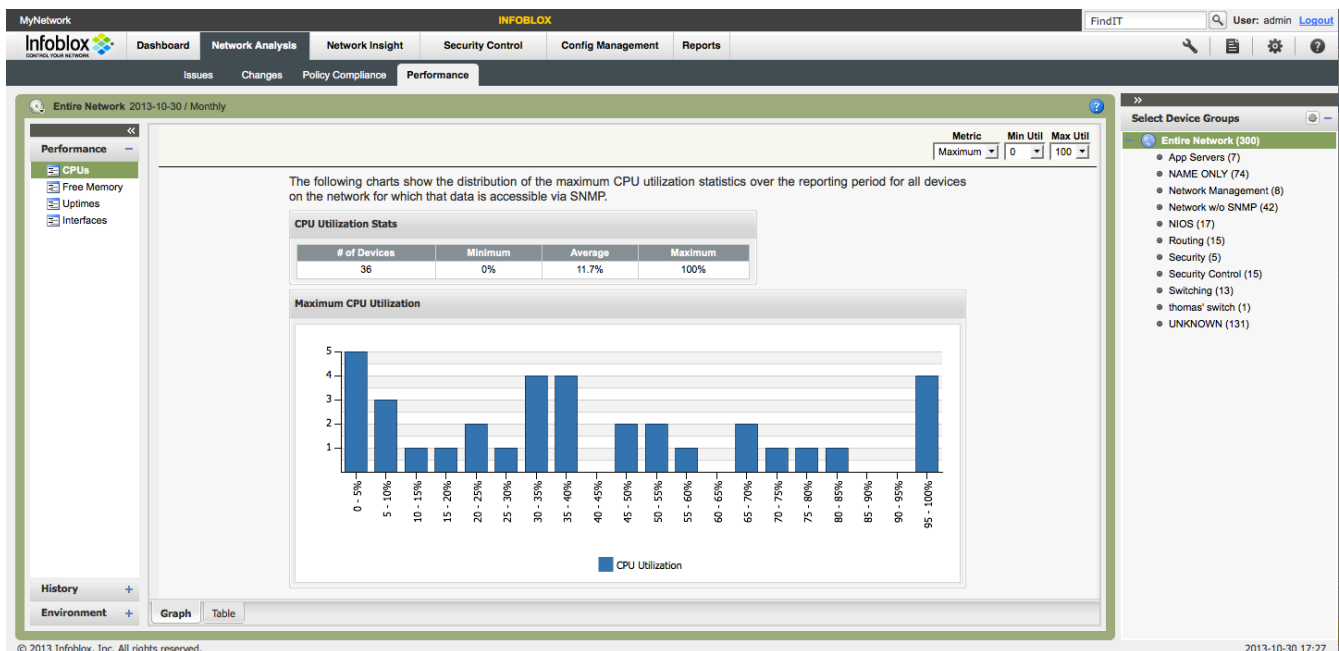 MyNetwork
INFOBLOX
FindIT
User: admin Logout
Infoblox
CONTROL YOUR NETWORK
Dashboard Network Analysis Network Insight Security Control Config Management Reports
Issues Changes Policy Compliance Performance
Entire Network 2013-10-30 / Monthly
Performance
CPUs
Free Memory
Uptimes
Interfaces
History
Environment
Metric Min Util Max Util
Maximum 0 100
The following charts show the distribution of the maximum CPU utilization statistics over the reporting period for all devices
on the network for which that data is accessible via SNMP.
CPU Utilization Stats
# of Devices Minimum Average Maximum
36 0% 11.7% 100%
Maximum CPU Utilization
5
4
3
2
1
0 - 5%
5 - 10%
10 - 15%
15 - 20%
20 - 25%
25 - 30%
30 - 35%
35 - 40%
40 - 45%
45 - 50%
50 - 55%
55 - 60%
60 - 65%
65 - 70%
70 - 75%
75 - 80%
80 - 85%
85 - 90%
90 - 95%
95 - 100%
CPU Utilization
Graph Table
»
Select Device Groups
Entire Network (300)
App Servers (7)
NAME ONLY (74)
Network Management (8)
Network w/o SNMP (42)
NIOS (17)
Routing (15)
Security (5)
Security Control (15)
Switching (13)
thomas' switch (1)
UNKNOWN (131)
© 2013 Infoblox, Inc. All rights reserved.
2013-10-30 17:27